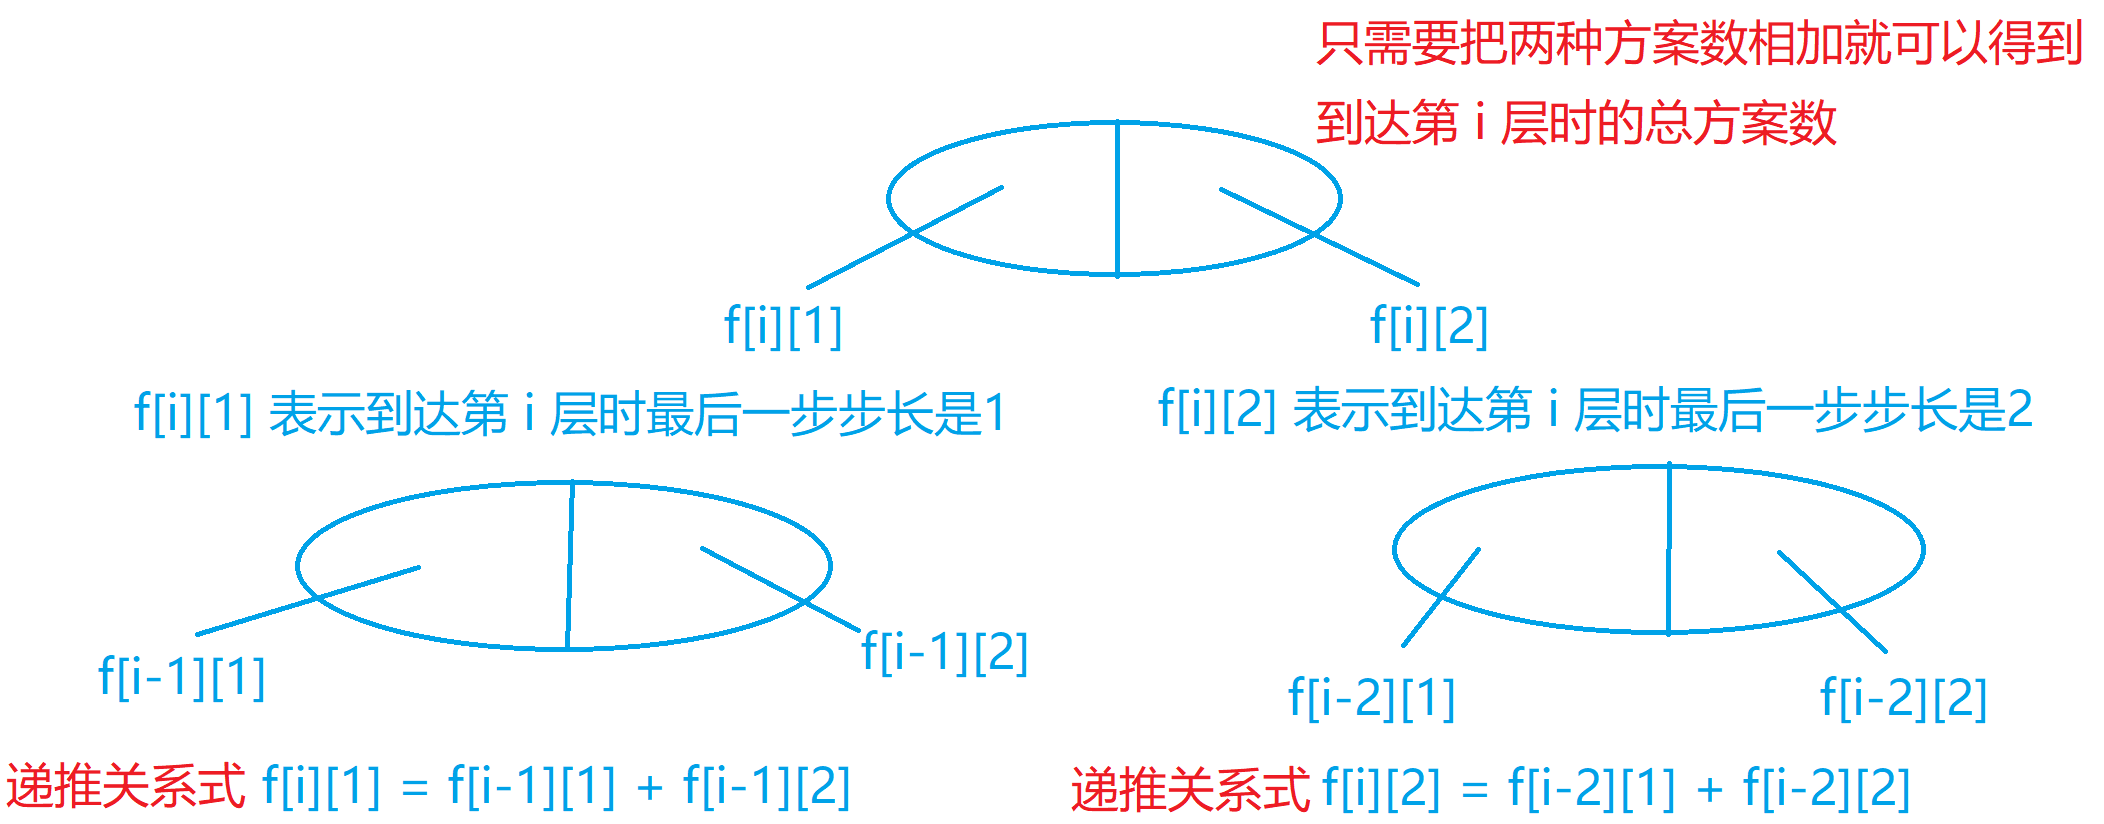 只需要把两种方案数相加就可以得到
到达第 i 层时的总方案数
f[i][1]
f[i][2]
f[i][1] 表示到达第 i 层时最后一步步长是1
f[i][2] 表示到达第 i 层时最后一步步长是2
f[i-1][1]
f[i-1][2]
f[i-2][1]
f[i-2][2]
递推关系式 f[i][1] = f[i-1][1] + f[i-1][2]
递推关系式 f[i][2] = f[i-2][1] + f[i-2][2]